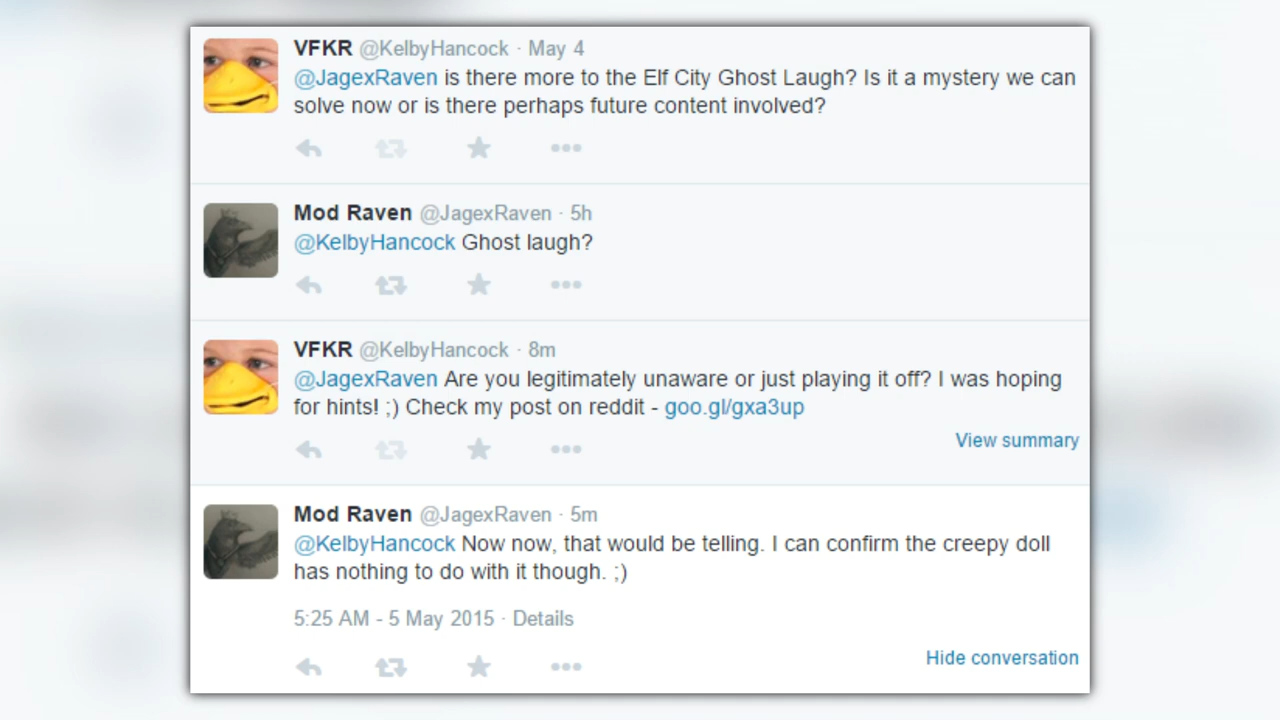 VFKR @KelbyHancock · May 4
@JagexRaven is there more to the Elf City Ghost Laugh? Is it a mystery we can
solve now or is there perhaps future content involved?
Mod Raven @JagexRaven · 5h
@KelbyHancock Ghost laugh?
VFKR @KelbyHancock · 8m
@JagexRaven Are you legitimately unaware or just playing it off? I was hoping
for hints! ;) Check my post on reddit - goo.gl/gxa3up
View summary
Mod Raven @JagexRaven · 5m
@KelbyHancock Now now, that would be telling. I can confirm the creepy doll
has nothing to do with it though. ;)
5:25 AM - 5 May 2015 · Details
Hide conversation